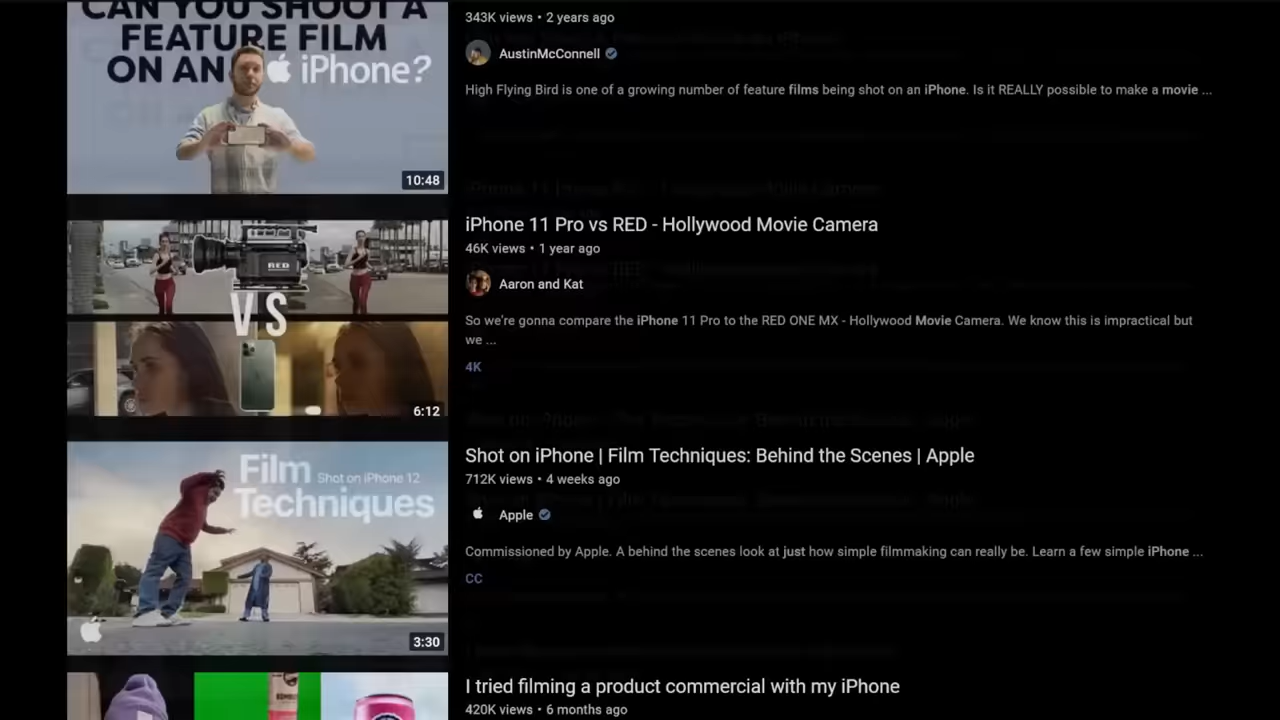 CAN YOU SHOOT A
FEATURE FILM
ON AN iPhone?
10:48
343K views • 2 years ago
AustinMcConnell
High Flying Bird is one of a growing number of feature films being shot on an iPhone. Is it REALLY possible to make a movie ...
RED
VS
6:12
iPhone 11 Pro vs RED - Hollywood Movie Camera
46K views • 1 year ago
Aaron and Kat
So we're gonna compare the iPhone 11 Pro to the RED ONE MX - Hollywood Movie Camera. We know this is impractical but
we ...
4K
Film Shot on iPhone 12
Techniques
3:30
Shot on iPhone | Film Techniques: Behind the Scenes | Apple
712K views • 4 weeks ago
Apple
Commissioned by Apple. A behind the scenes look at just how simple filmmaking can really be. Learn a few simple iPhone ...
CC
I tried filming a product commercial with my iPhone
420K views • 6 months ago